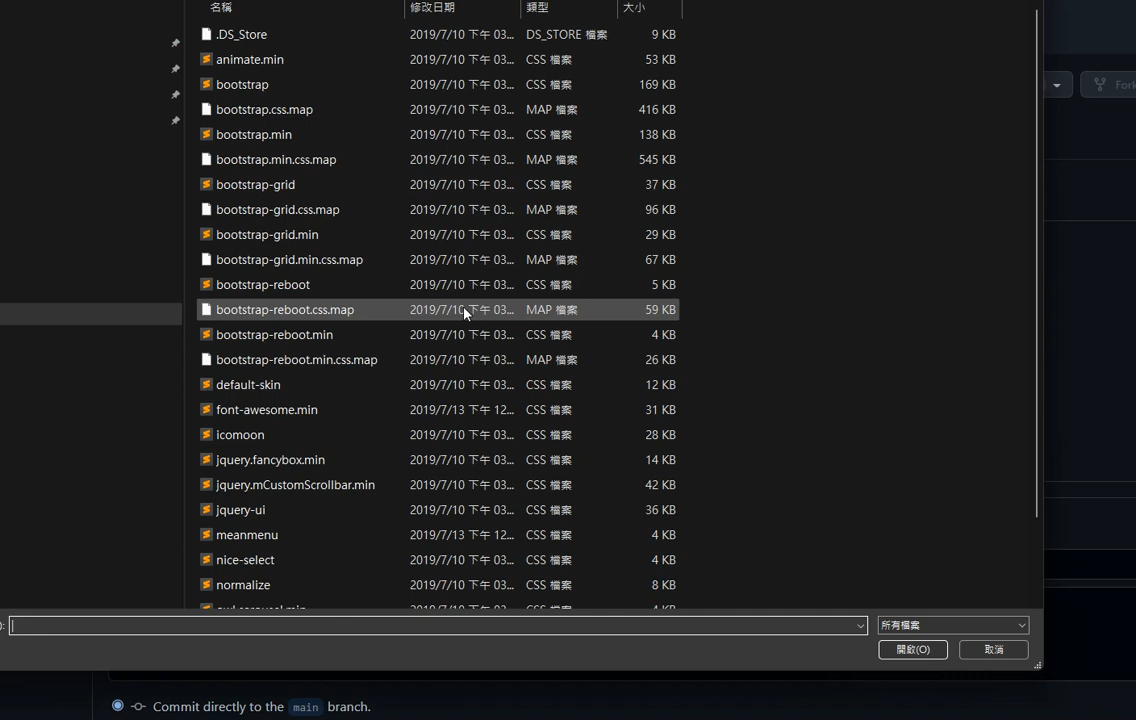 名稱 修改日期 類型 大小
.DS_Store 2019/7/10 下午 03... DS_STORE 檔案 9 KB
animate.min 2019/7/10 下午 03... CSS 檔案 53 KB
bootstrap 2019/7/10 下午 03... CSS 檔案 169 KB
bootstrap.css.map 2019/7/10 下午 03... MAP 檔案 416 KB
bootstrap.min 2019/7/10 下午 03... CSS 檔案 138 KB
bootstrap.min.css.map 2019/7/10 下午 03... MAP 檔案 545 KB
bootstrap-grid 2019/7/10 下午 03... CSS 檔案 37 KB
bootstrap-grid.css.map 2019/7/10 下午 03... MAP 檔案 96 KB
bootstrap-grid.min 2019/7/10 下午 03... CSS 檔案 29 KB
bootstrap-grid.min.css.map 2019/7/10 下午 03... MAP 檔案 67 KB
bootstrap-reboot 2019/7/10 下午 03... CSS 檔案 5 KB
bootstrap-reboot.css.map 2019/7/10 下午 03... MAP 檔案 59 KB
bootstrap-reboot.min 2019/7/10 下午 03... CSS 檔案 4 KB
bootstrap-reboot.min.css.map 2019/7/10 下午 03... MAP 檔案 26 KB
default-skin 2019/7/10 下午 03... CSS 檔案 12 KB
font-awesome.min 2019/7/13 下午 12... CSS 檔案 31 KB
icomoon 2019/7/10 下午 03... CSS 檔案 28 KB
jquery.fancybox.min 2019/7/10 下午 03... CSS 檔案 14 KB
jquery.mCustomScrollbar.min 2019/7/10 下午 03... CSS 檔案 42 KB
jquery-ui 2019/7/10 下午 03... CSS 檔案 36 KB
meanmenu 2019/7/13 下午 12... CSS 檔案 4 KB
nice-select 2019/7/10 下午 03... CSS 檔案 4 KB
normalize 2019/7/10 下午 03... CSS 檔案 8 KB
所有檔案
開啟(O) 取消
Fork
Commit directly to the main branch.